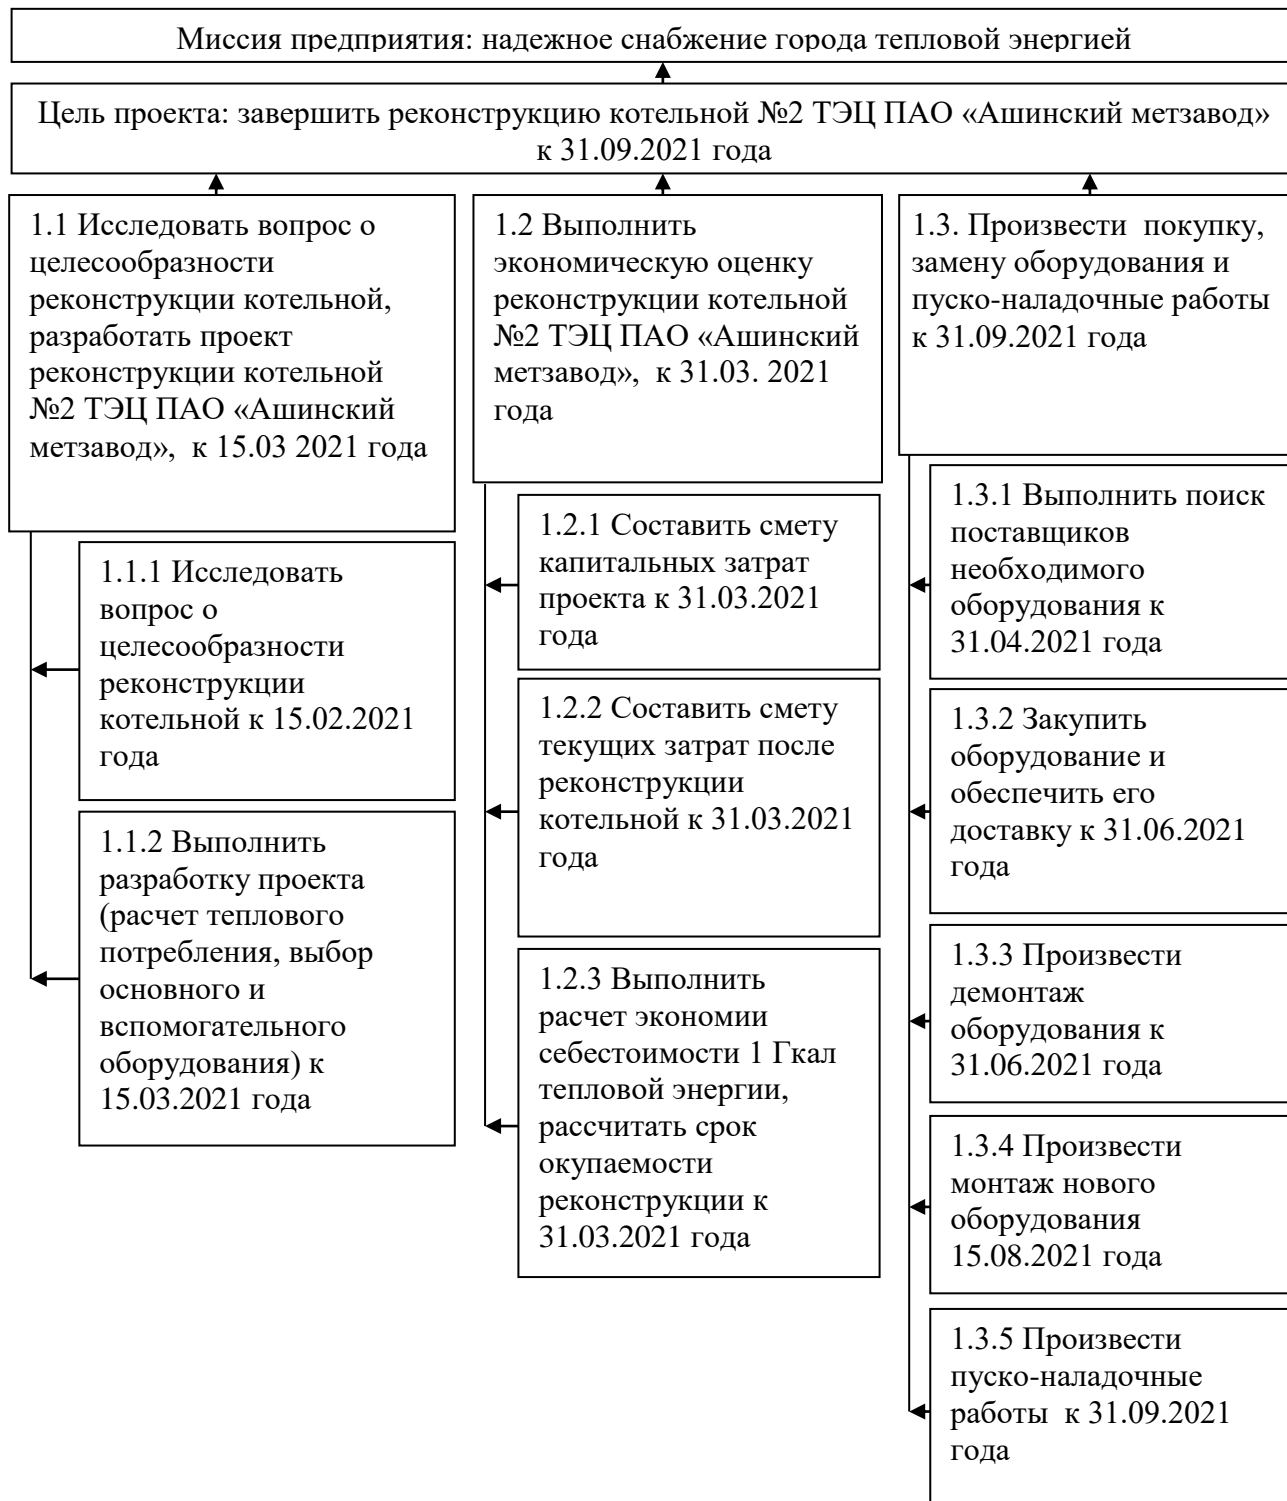 Миссия предприятия: надежное снабжение города тепловой энергией
Цель проекта: завершить реконструкцию котельной №2 ТЭЦ ПАО «Ашинский метзавод»
к 31.09.2021 года
1.1 Исследовать вопрос о
целесообразности
реконструкции котельной,
разработать проект
реконструкции котельной
№2 ТЭЦ ПАО «Ашинский
метзавод»,  к 15.03 2021 года
1.1.1 Исследовать
вопрос о
целесообразности
реконструкции
котельной к 15.02.2021
года
1.1.2 Выполнить
разработку проекта
(расчет теплового
потребления, выбор
основного и
вспомогательного
оборудования) к
15.03.2021 года
1.2 Выполнить
экономическую оценку
реконструкции котельной
№2 ТЭЦ ПАО «Ашинский
метзавод»,  к 31.03. 2021
года
1.2.1 Составить смету
капитальных затрат
проекта к 31.03.2021
года
1.2.2 Составить смету
текущих затрат после
реконструкции
котельной к 31.03.2021
года
1.2.3 Выполнить
расчет экономии
себестоимости 1 Гкал
тепловой энергии,
рассчитать срок
окупаемости
реконструкции к
31.03.2021 года
1.3. Произвести  покупку,
замену оборудования и
пуско-наладочные работы
к 31.09.2021 года
1.3.1 Выполнить поиск
поставщиков
необходимого
оборудования к
31.04.2021 года
1.3.2 Закупить
оборудование и
обеспечить его
доставку к 31.06.2021
года
1.3.3 Произвести
демонтаж
оборудования к
31.06.2021 года
1.3.4 Произвести
монтаж нового
оборудования
15.08.2021 года
1.3.5 Произвести
пуско-наладочные
работы  к 31.09.2021
года